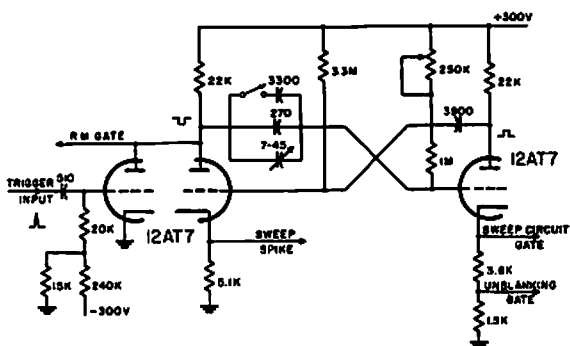 +300V
22K
3300
3.3M
250K
22K
270
3900
7-45
RM GATE
1M
12AT7
TRIGGER
INPUT
510
12AT7
20K
SWEEP
SPIKE
SWEEP CIRCUIT
GATE
15K
240K
5.1K
3.6K
UNBLANKING
GATE
-300V
1.5K